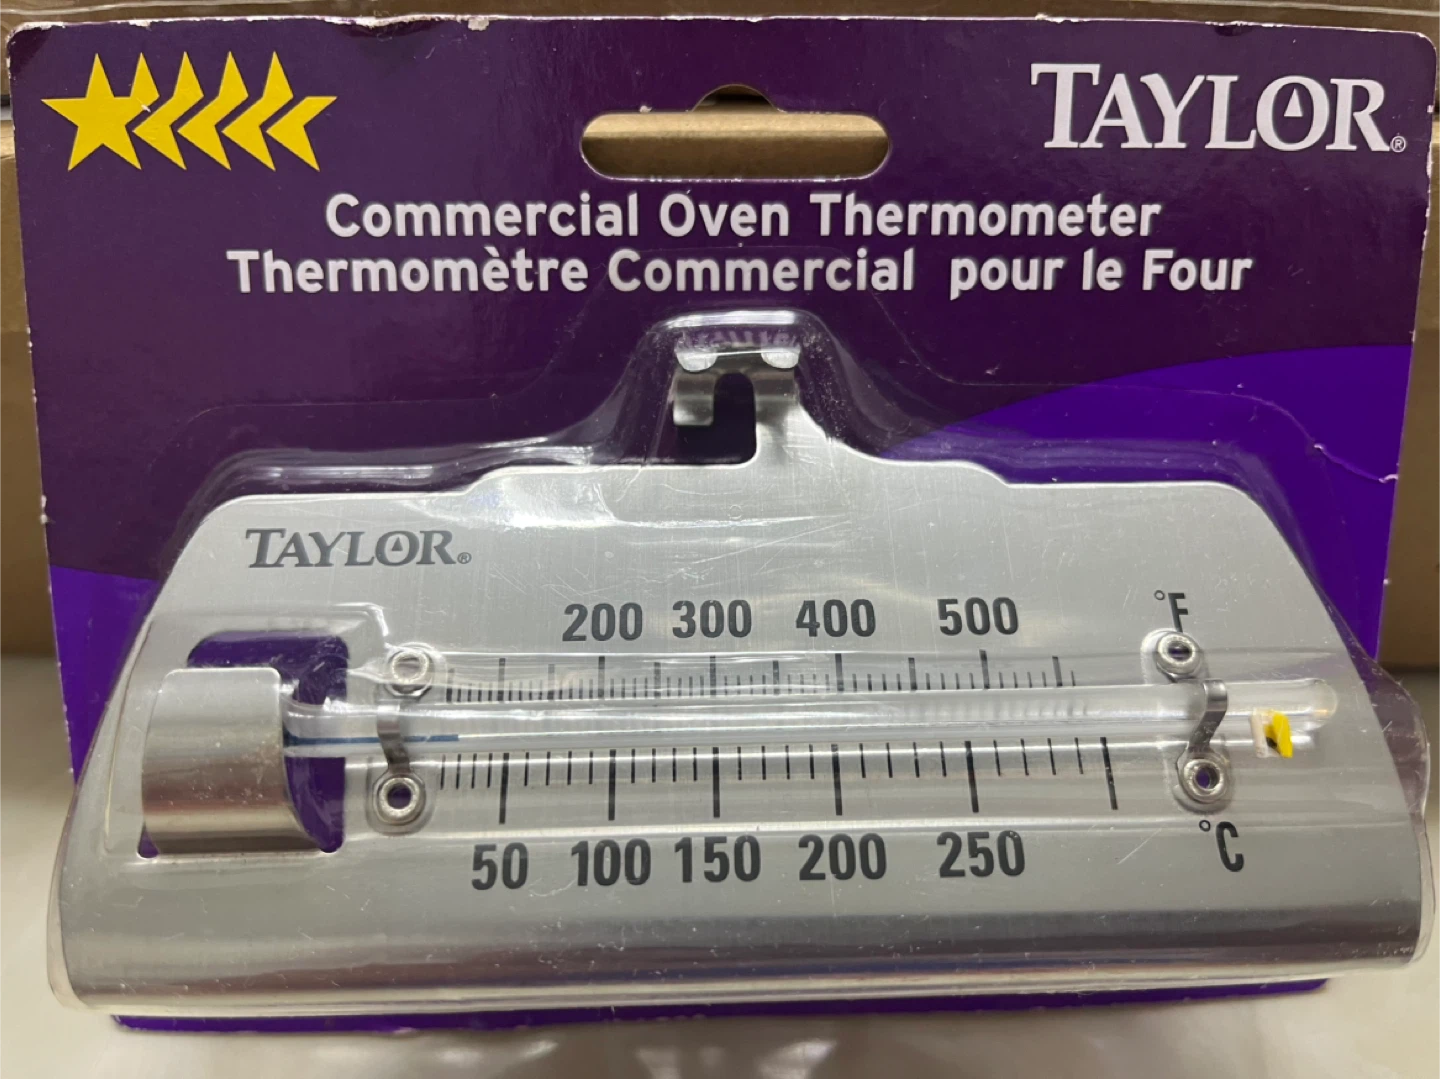 TAYLOR®
Commercial Oven Thermometer
Thermomètre Commercial pour le Four
TAYLOR®
200 300 400 500 °F
50 100 150 200 250 °C